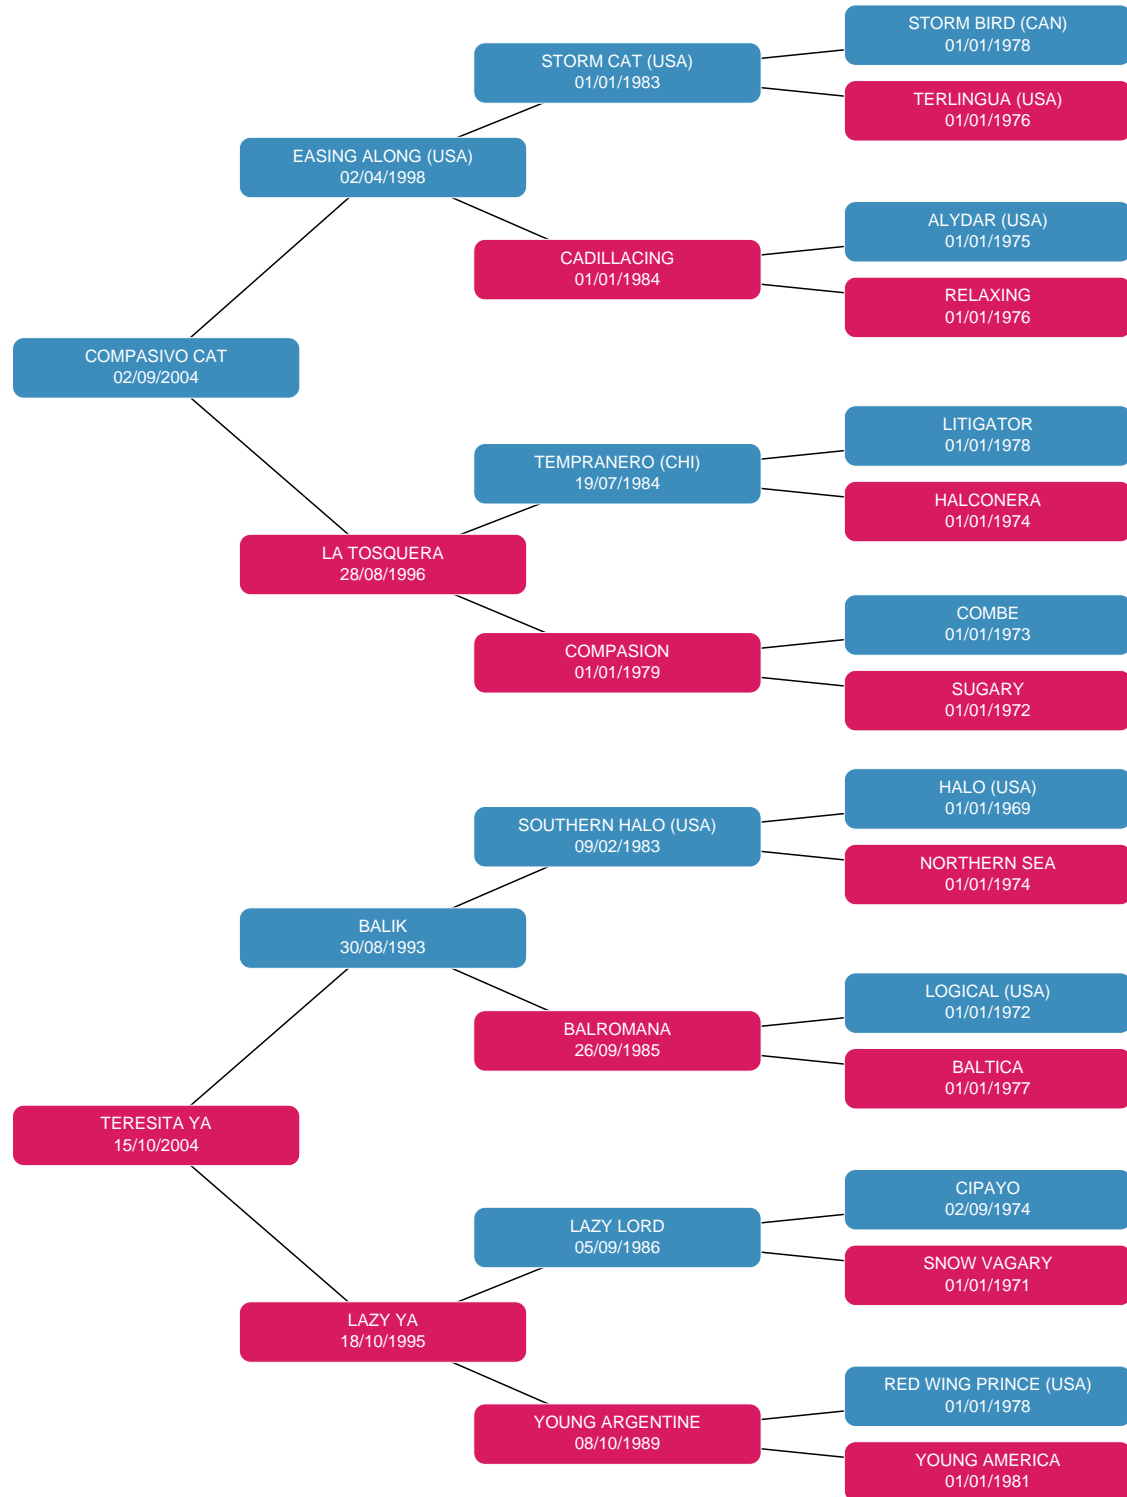 STORM BIRD (CAN)
01/01/1978
STORM CAT (USA)
01/01/1983
TERLINGUA (USA)
01/01/1976
EASING ALONG (USA)
02/04/1998
ALYDAR (USA)
01/01/1975
CADILLACING
01/01/1984
RELAXING
01/01/1976
COMPASIVO CAT
02/09/2004
LITIGATOR
01/01/1978
TEMPRANERO (CHI)
19/07/1984
HALCONERA
01/01/1974
LA TOSQUERA
28/08/1996
COMBE
01/01/1973
COMPASION
01/01/1979
SUGARY
01/01/1972
HALO (USA)
01/01/1969
SOUTHERN HALO (USA)
09/02/1983
NORTHERN SEA
01/01/1974
BALIK
30/08/1993
LOGICAL (USA)
01/01/1972
BALROMANA
26/09/1985
BALTICA
01/01/1977
TERESITA YA
15/10/2004
CIPAYO
02/09/1974
LAZY LORD
05/09/1986
SNOW VAGARY
01/01/1971
LAZY YA
18/10/1995
RED WING PRINCE (USA)
01/01/1978
YOUNG ARGENTINE
08/10/1989
YOUNG AMERICA
01/01/1981